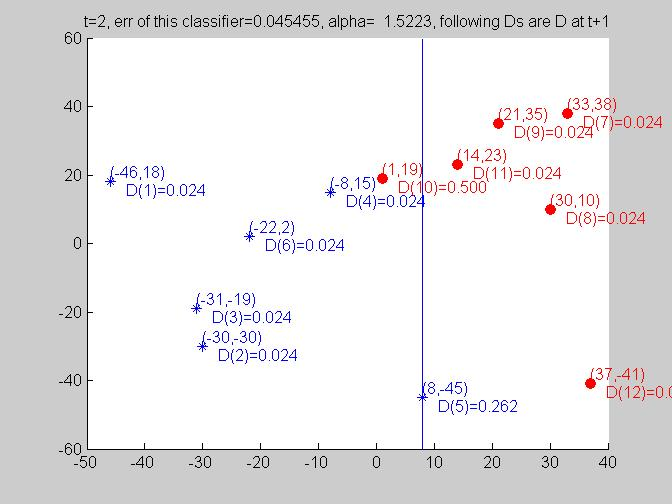 t=2, err of this classifier=0.045455, alpha=  1.5223, following Ds are D at t+1
60
40
20
0
-20
-40
-60
(33,38)
D(7)=0.024
(21,35)
D(9)=0.024
(14,23)
D(11)=0.024
(1,19)
D(10)=0.500
(-46,18)
D(1)=0.024
(-8,15)
D(4)=0.024
(30,10)
D(8)=0.024
(-22,2)
D(6)=0.024
(-31,-19)
D(3)=0.024
(-30,-30)
D(2)=0.024
(37,-41)
D(12)=0.0
(8,-45)
D(5)=0.262
-50 -40 -30 -20 -10 0 10 20 30 40